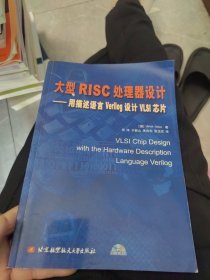 大型 RISC 处理器设计
——用描述语言 Verilog 设计 VLSI 芯片
VLSI Chip Design
with the Hardware Description
Language Verilog
北京航空航天大学出版社